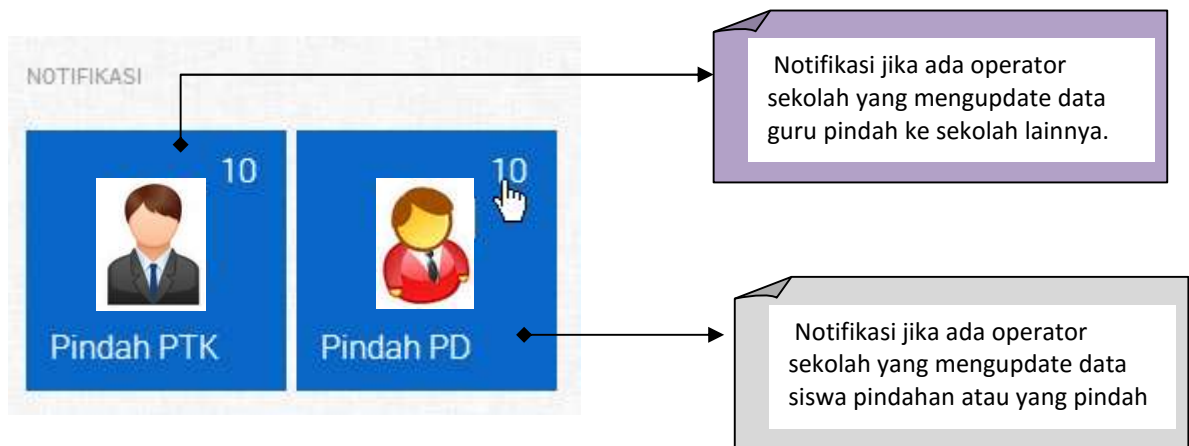 NOTIFIKASI
10
Pindah PTK
10
Pindah PD
Notifikasi jika ada operator
sekolah yang mengupdate data
guru pindah ke sekolah lainnya.
Notifikasi jika ada operator
sekolah yang mengupdate data
siswa pindahan atau yang pindah